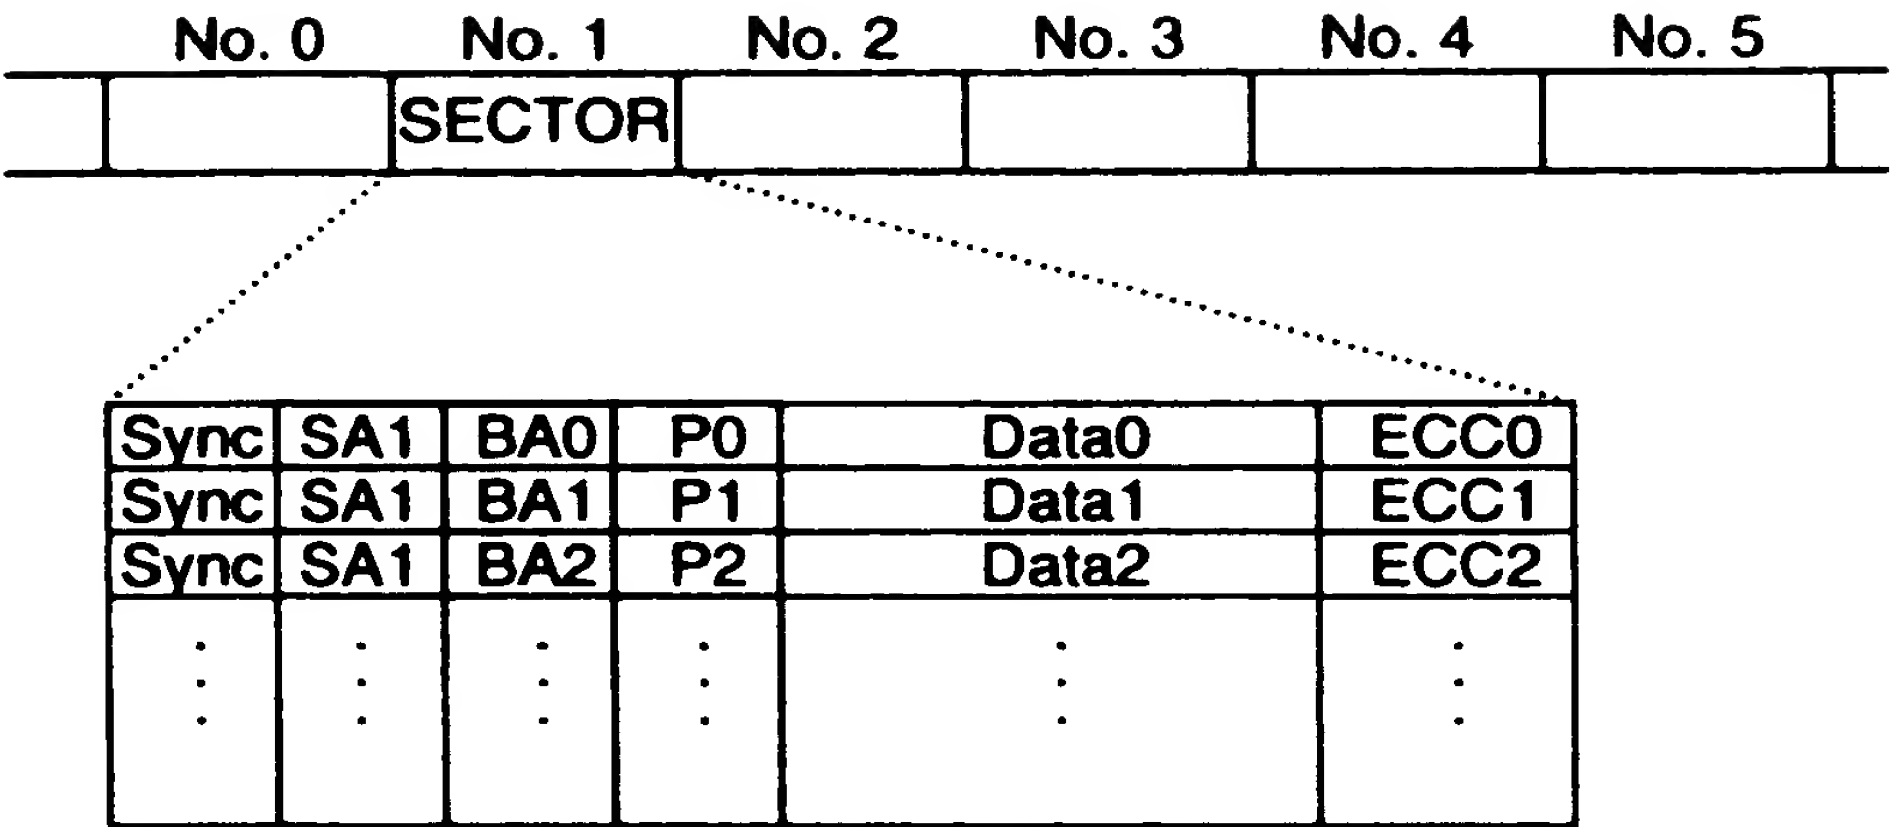 No. 0 No. 1 No. 2 No. 3 No. 4 No. 5
SECTOR
Sync SA1 BA0 P0 Data0 ECC0
Sync SA1 BA1 P1 Data1 ECC1
Sync SA1 BA2 P2 Data2 ECC2